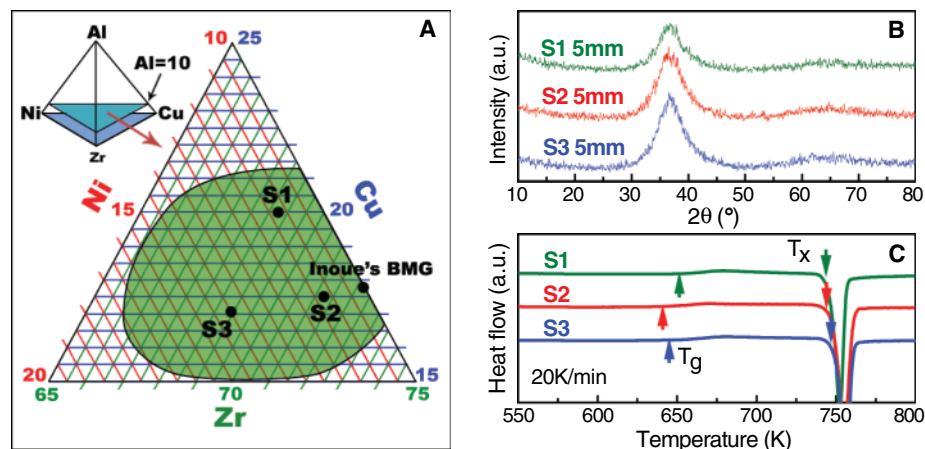 A
Al
Al=10
Ni
Cu
Zr
10
25
Ni
Cu
15
20
S1
Inoue's BMG
S2
S3
20
15
65
70
75
Zr
B
Intensity (a.u.)
S1 5mm
S2 5mm
S3 5mm
10 20 30 40 50 60 70 80
2θ (°)
C
Heat flow (a.u.)
Tx
S1
S2
S3
Tg
20K/min
550 600 650 700 750 800
Temperature (K)